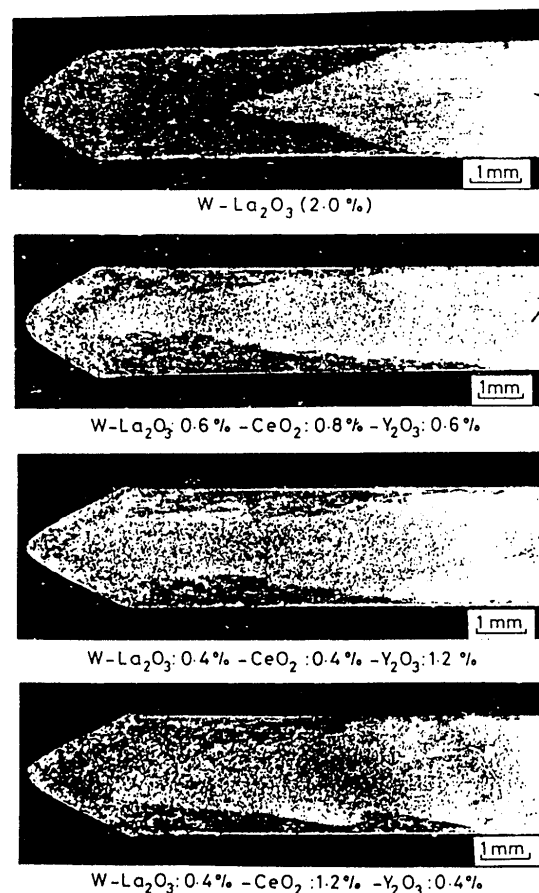 1mm
W-La₂O₃ (2.0%)
1mm
W-La₂O₃: 0.6% -CeO₂: 0.8% -Y₂O₃: 0.6%
1mm
W-La₂O₃: 0.4% -CeO₂: 0.4% -Y₂O₃: 1.2%
1mm
W-La₂O₃: 0.4% -CeO₂: 1.2% -Y₂O₃: 0.4%